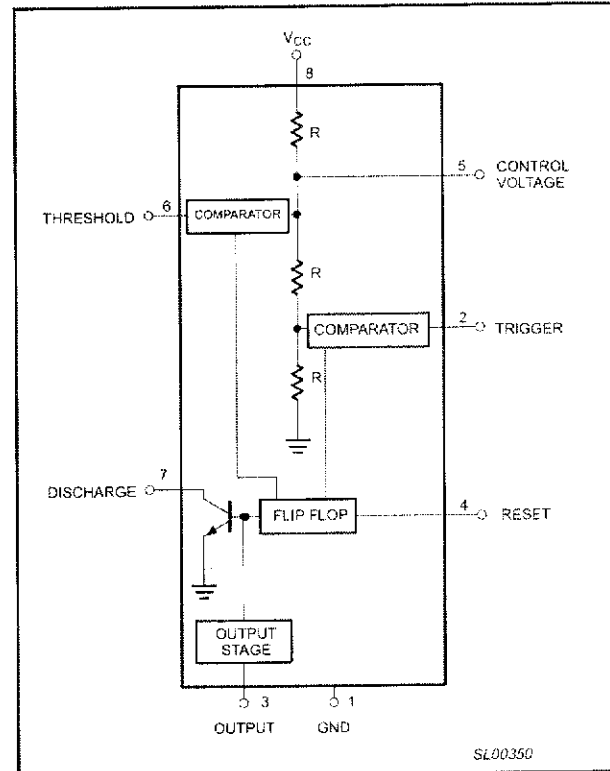 VCC
8
R
5
CONTROL
VOLTAGE
6
THRESHOLD
COMPARATOR
R
2
COMPARATOR
TRIGGER
R
7
DISCHARGE
4
FLIP FLOP
RESET
OUTPUT
STAGE
3
1
OUTPUT
GND
SL00350